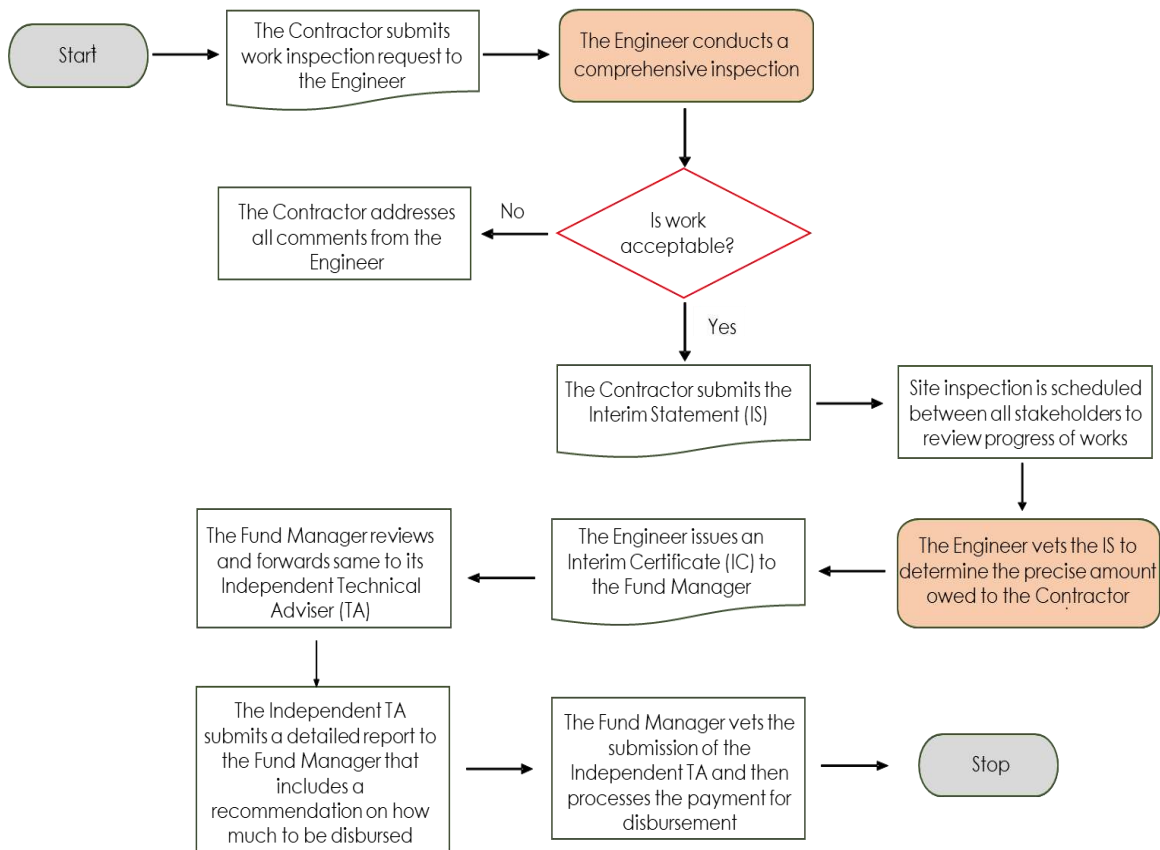 Start
The Contractor submits
work inspection request to
the Engineer
The Engineer conducts a
comprehensive inspection
Is work
acceptable?
No
The Contractor addresses
all comments from the
Engineer
Yes
The Contractor submits the
Interim Statement (IS)
Site inspection is scheduled
between all stakeholders to
review progress of works
The Engineer vets the IS to
determine the precise amount
owed to the Contractor
The Engineer issues an
Interim Certificate (IC) to
the Fund Manager
The Fund Manager reviews
and forwards same to its
Independent Technical
Adviser (TA)
The Independent TA
submits a detailed report to
the Fund Manager that
includes a
recommendation on how
much to be disbursed
The Fund Manager vets the
submission of the
Independent TA and then
processes the payment for
disbursement
Stop